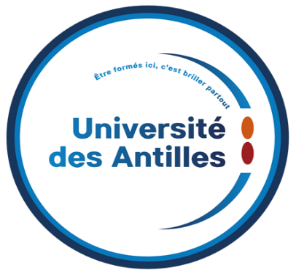 Être formés ici, c'est briller partout
Université
des Antilles